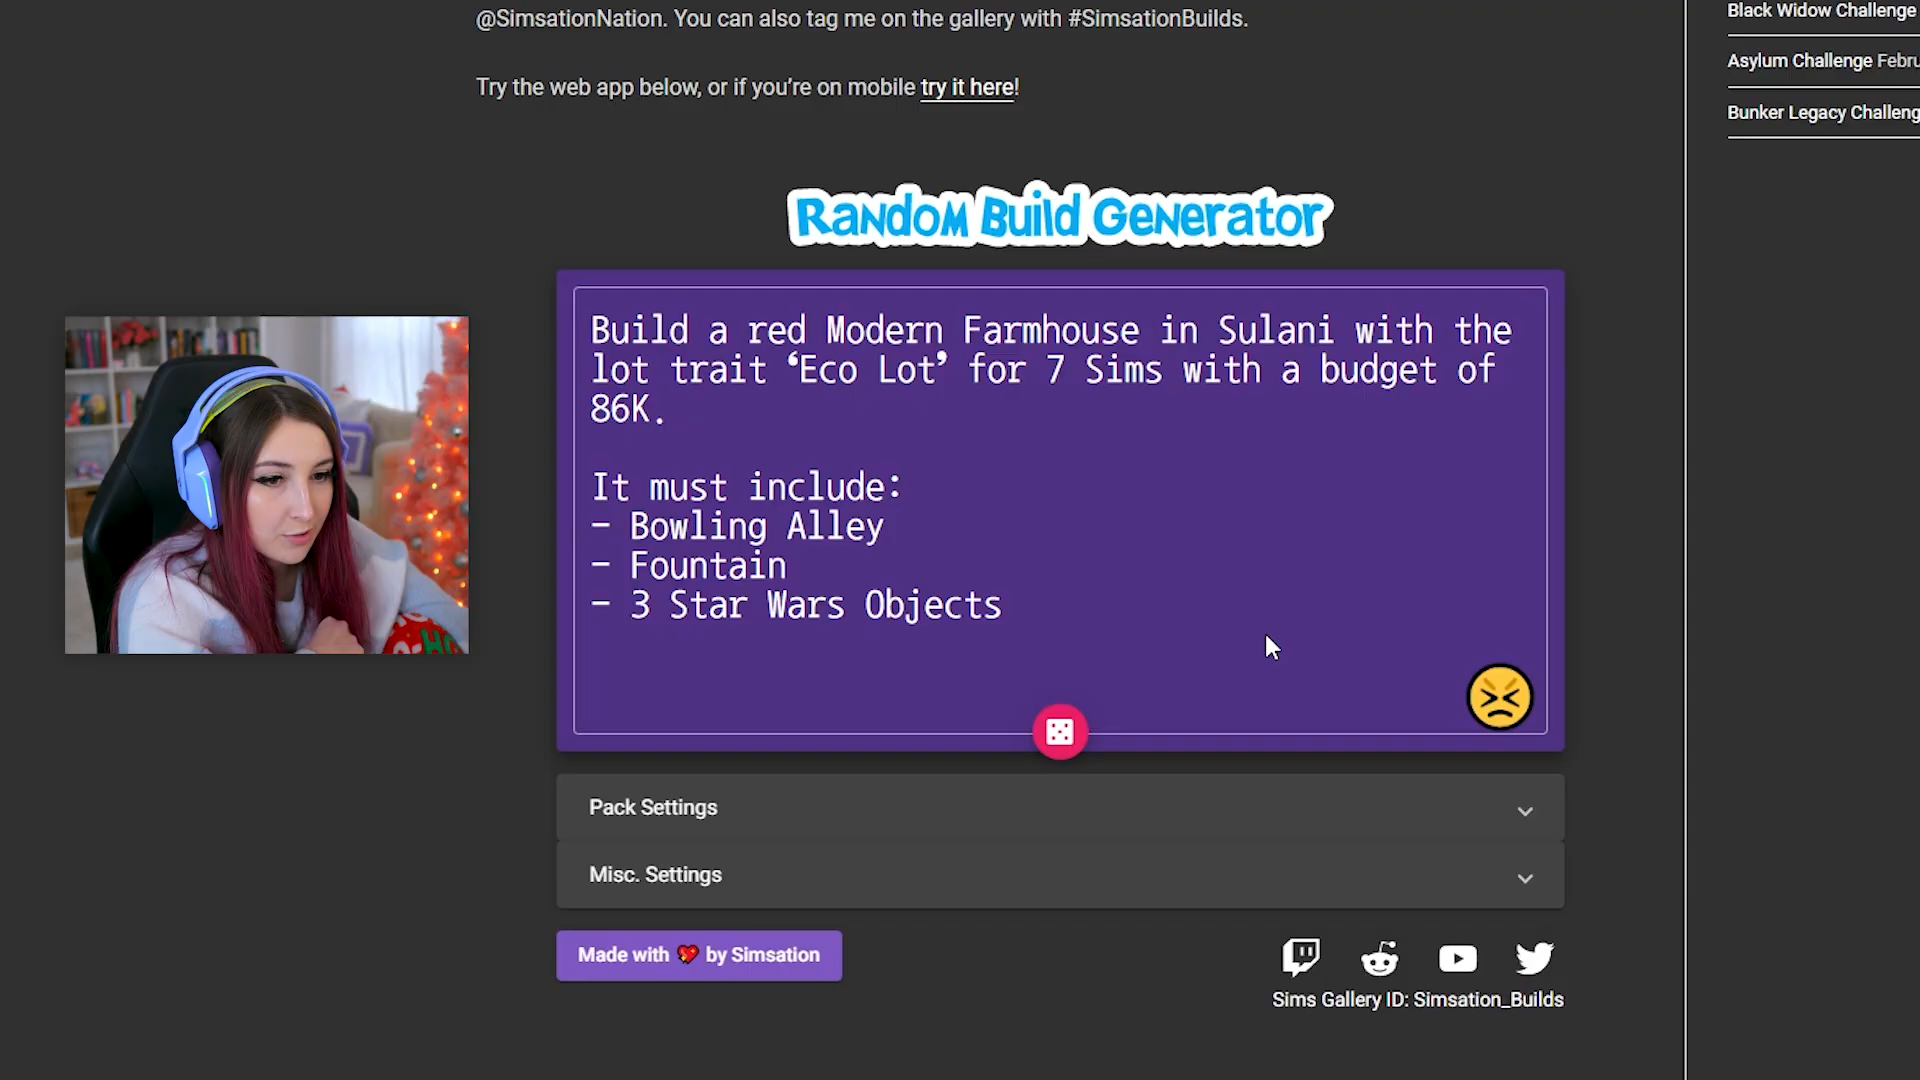 @SimsationNation. You can also tag me on the gallery with #SimsationBuilds.
Try the web app below, or if you’re on mobile try it here!
Black Widow Challenge
Asylum Challenge Febru
Bunker Legacy Challeng
Random Build Generator
Build a red Modern Farmhouse in Sulani with the
lot trait ‘Eco Lot’ for 7 Sims with a budget of
86K.
It must include:
– Bowling Alley
– Fountain
– 3 Star Wars Objects
Pack Settings
Misc. Settings
Made with 💖 by Simsation
Sims Gallery ID: Simsation_Builds